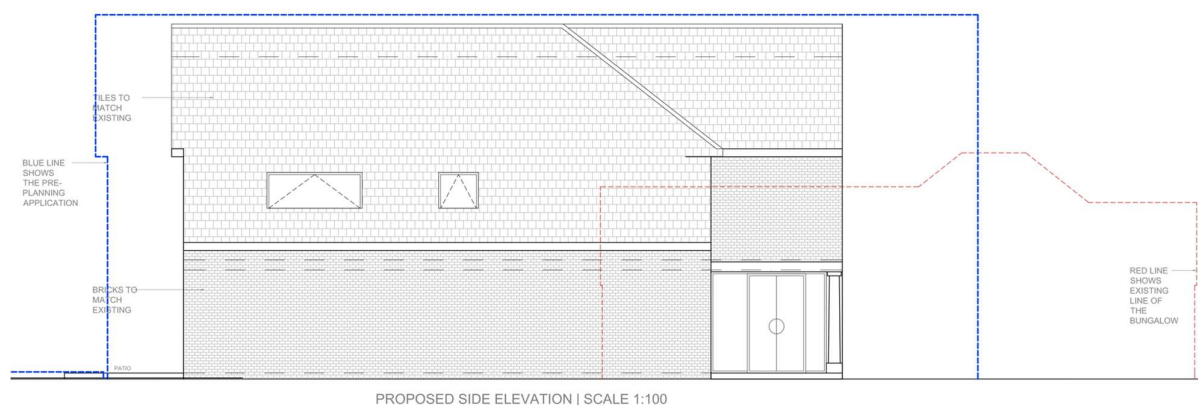 TILES TO
MATCH
EXISTING
BLUE LINE
SHOWS
THE PRE-
PLANNING
APPLICATION
BRICKS TO
MATCH
EXISTING
RED LINE
SHOWS
EXISTING
LINE OF
THE
BUNGALOW
PATIO
PROPOSED SIDE ELEVATION | SCALE 1:100